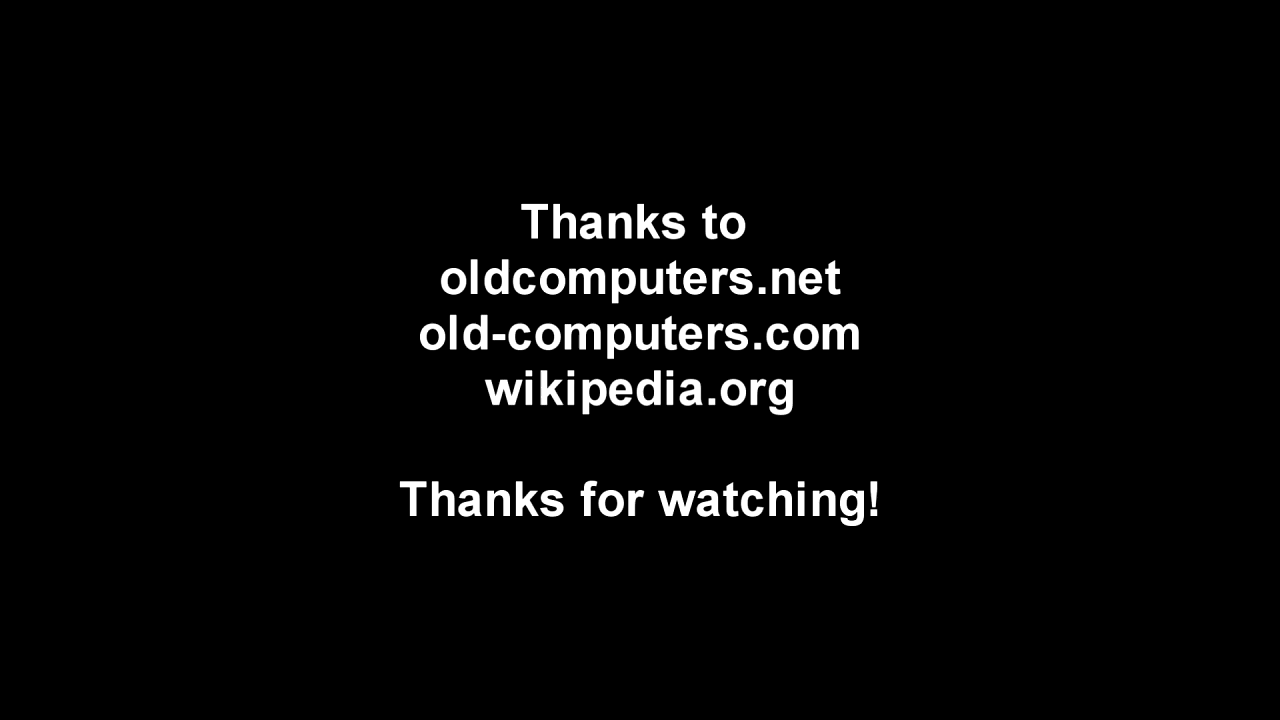 Thanks to
oldcomputers.net
old-computers.com
wikipedia.org
Thanks for watching!